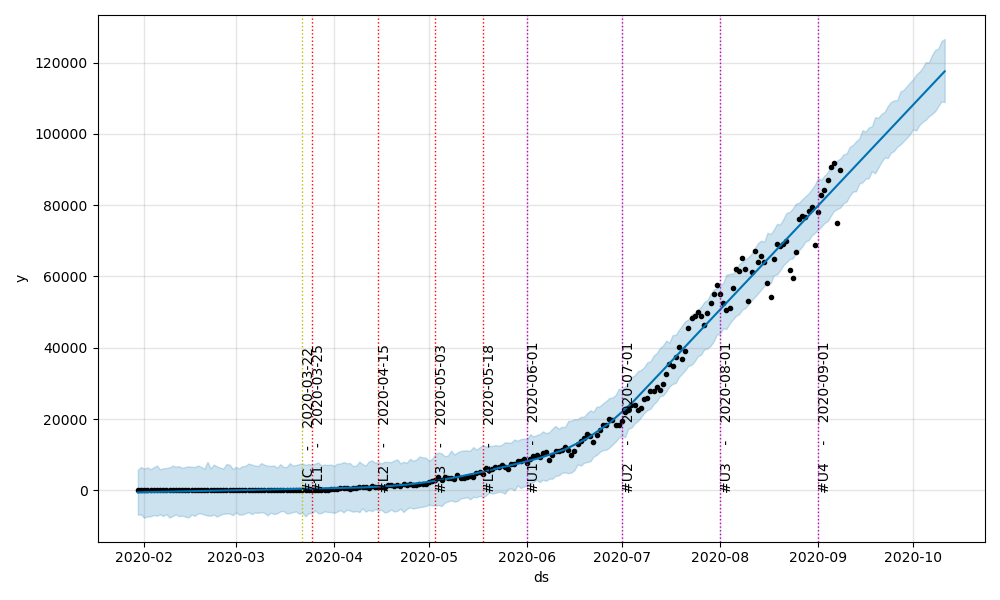 120000
100000
80000
60000
40000
20000
0
y
#JC - 2020-03-22
#L1 - 2020-03-25
#L2 - 2020-04-15
#L3 - 2020-05-03
#L4 - 2020-05-18
#U1 - 2020-06-01
#U2 - 2020-07-01
#U3 - 2020-08-01
#U4 - 2020-09-01
2020-02
2020-03
2020-04
2020-05
2020-06
2020-07
2020-08
2020-09
2020-10
ds